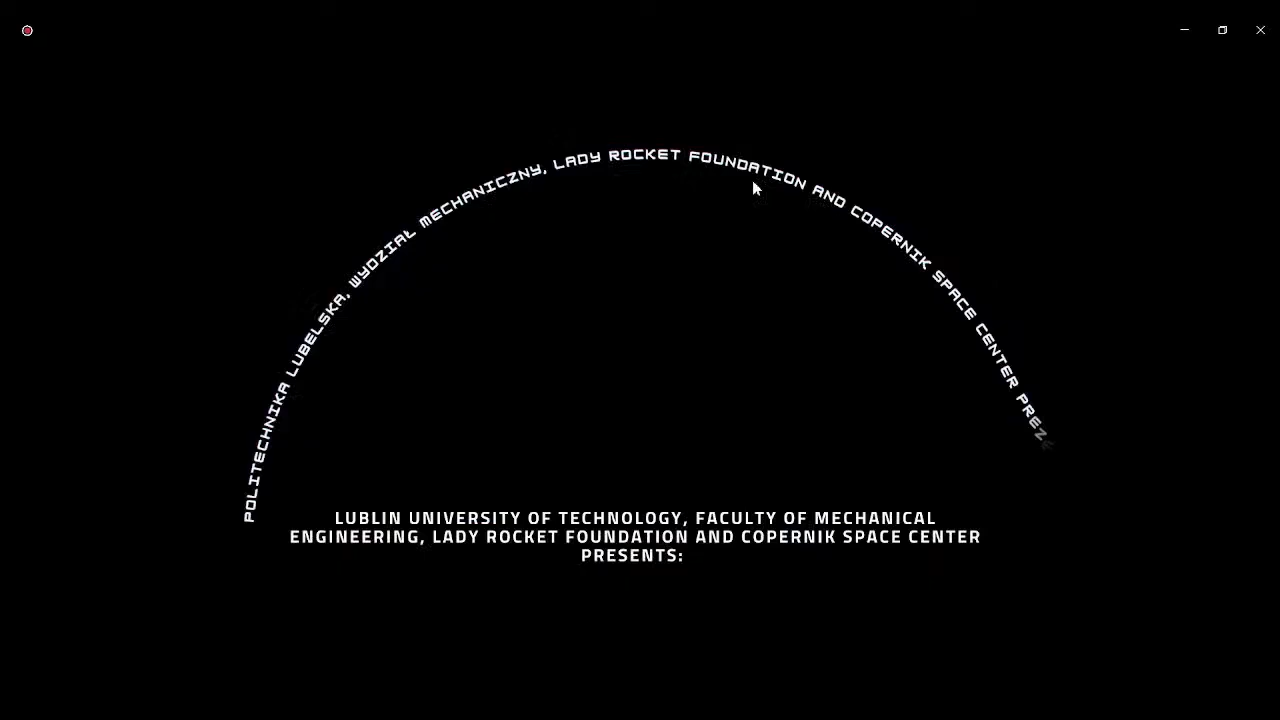 POLITECHNIKA LUBELSKA, WYDZIAŁ MECHANICZNY, LADY ROCKET FOUNDATION AND COPERNIK SPACE CENTER PREZE
LUBLIN UNIVERSITY OF TECHNOLOGY, FACULTY OF MECHANICAL
ENGINEERING, LADY ROCKET FOUNDATION AND COPERNIK SPACE CENTER
PRESENTS: